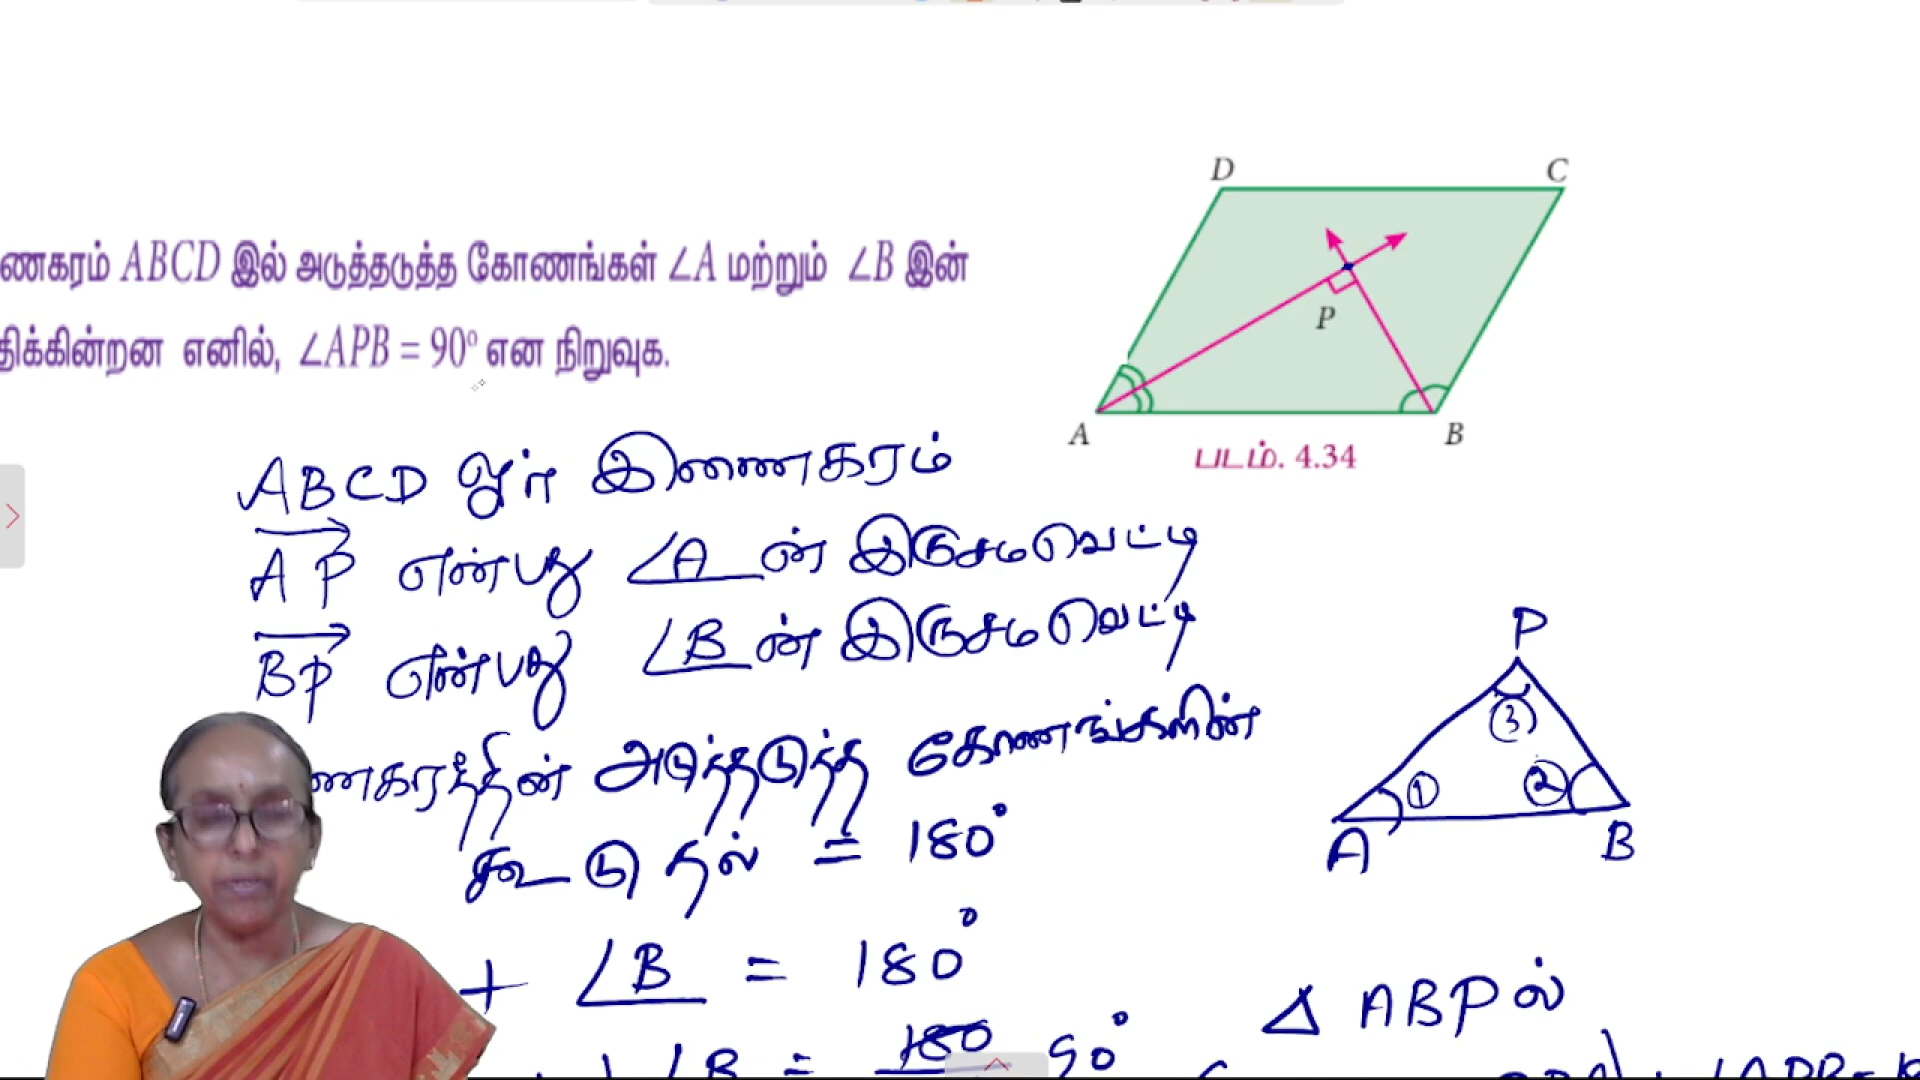 D C
ணகரம் ABCD இல் அடுத்தடுத்த கோணங்கள் ∠A மற்றும் ∠B இன்
திக்கின்றன எனில், ∠APB = 90° என நிறுவுக.
P
A B
படம். 4.34
ABCD ஓர் இணைகரம்
AP என்பது ∠A ன் இருசமவெட்டி
BP என்பது ∠B ன் இருசமவெட்டி
ணகரத்தின் அடுத்தடுத்த கோணங்களின்
கூடுதல் = 180°
+ ∠B = 180°
+ ∠B = 180 90°
P
3
1 2
A B
Δ ABP ல்